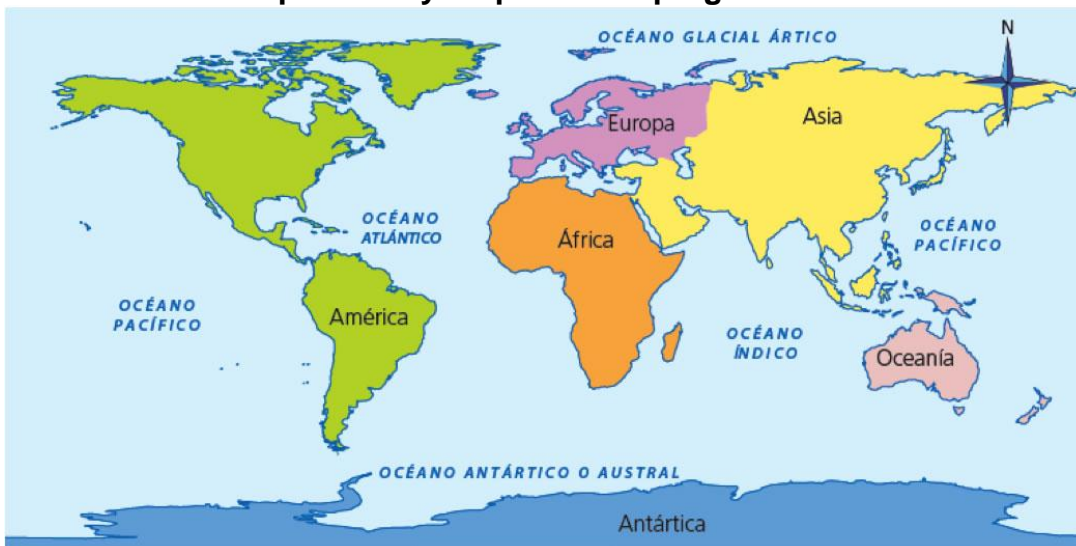 OCÉANO GLACIAL ÁRTICO
N
Europa
Asia
OCÉANO
ATLÁNTICO
África
OCÉANO
PACÍFICO
OCÉANO
PACÍFICO
América
OCÉANO
ÍNDICO
Oceanía
OCÉANO ANTÁRTICO O AUSTRAL
Antártica